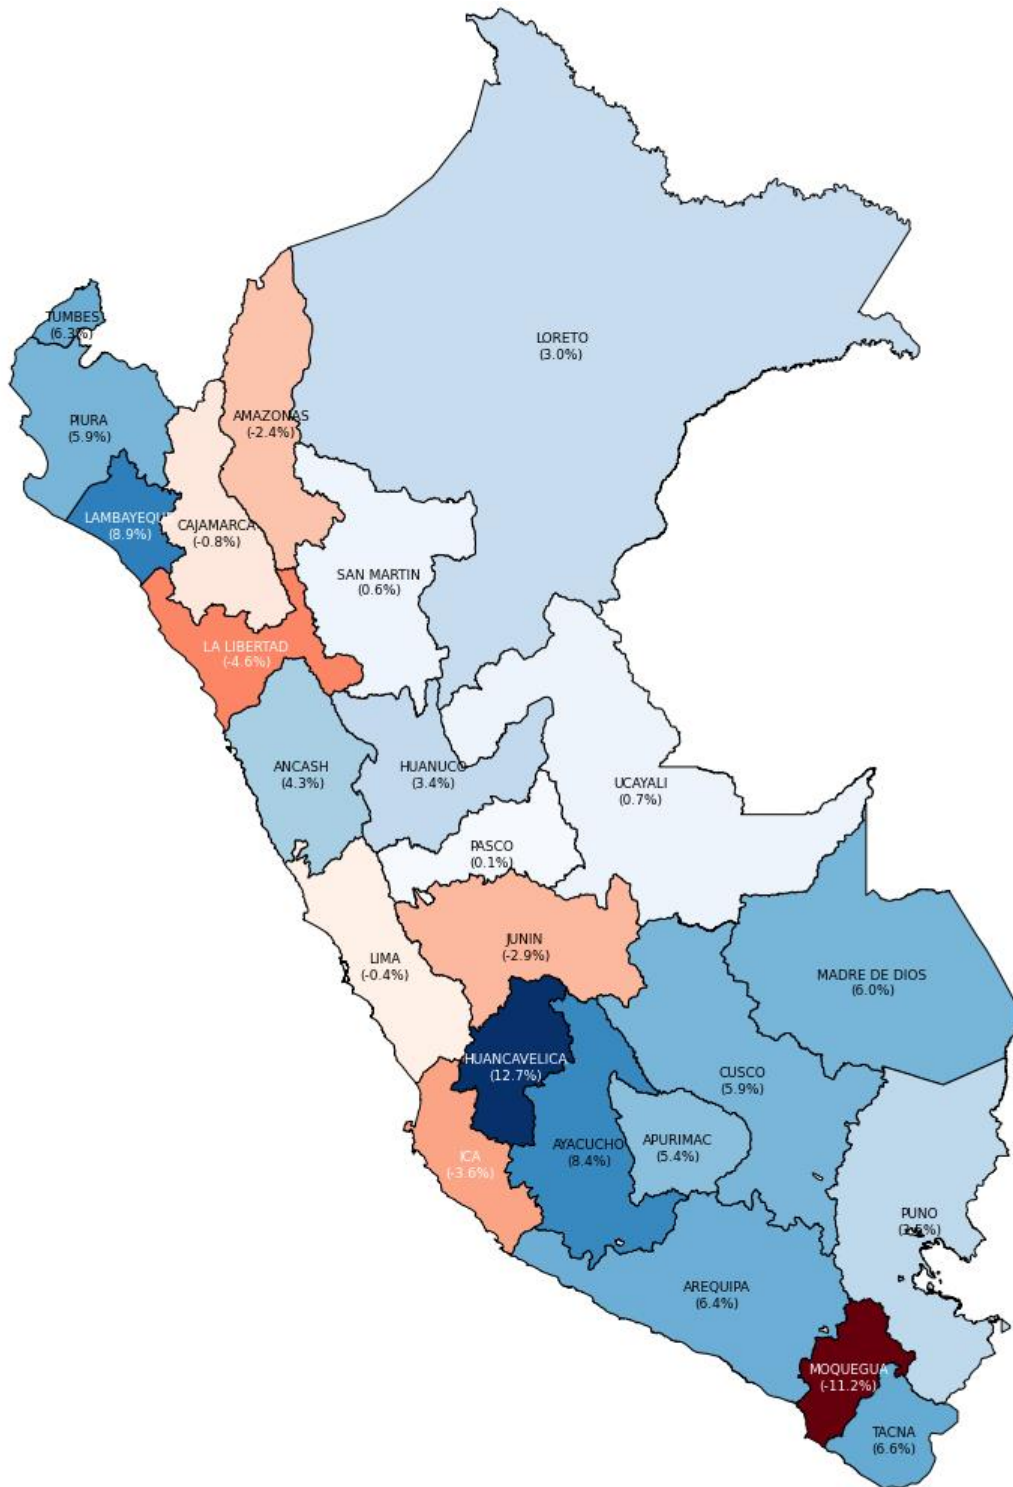 TUMBES
(6.3%)
LORETO
(3.0%)
AMAZONAS
(-2.4%)
PIURA
(5.9%)
LAMBAYEQU
(8.9%)
CAJAMARCA
(-0.8%)
SAN MARTIN
(0.6%)
LA LIBERTAD
(-4.6%)
ANCASH
(4.3%)
HUANUCO
(3.4%)
UCAYALI
(0.7%)
PASCO
(0.1%)
JUNIN
(-2.9%)
LIMA
(-0.4%)
MADRE DE DIOS
(6.0%)
HUANCAVELICA
(12.7%)
CUSCO
(5.9%)
AYACUCHO
(8.4%)
APURIMAC
(5.4%)
ICA
(-3.6%)
PUNO
AREQUIPA
(6.4%)
MOQUEGUA
(-11.2%)
TACNA
(6.6%)